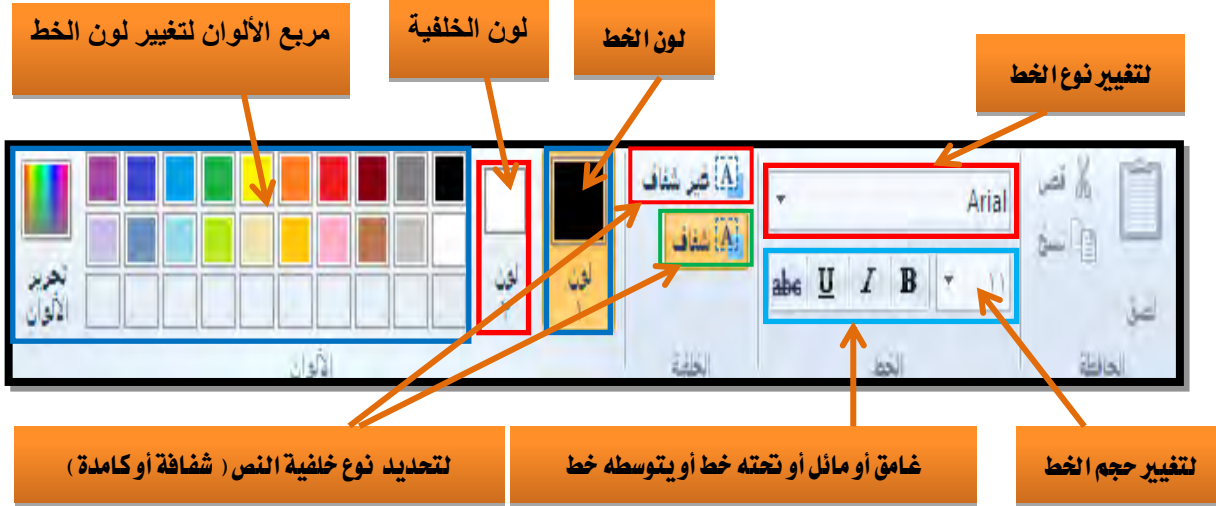 لتغيير نوع الخط
لون الخط
لون الخلفية
مربع الألوان لتغيير لون الخط
لصق
قص
نسخ
الحافظة
Arial
١١
B I U abc
الخط
غير شفاف
شفاف
الخلفية
لون
١
لون
تحرير
الألوان
الألوان
لتغيير حجم الخط
غامق أو مائل أو تحته خط أو يتوسطه خط
لتحديد نوع خلفية النص ( شفافة أو كامدة )